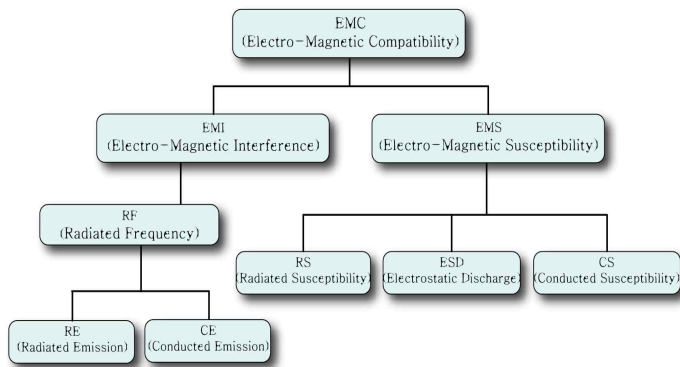 EMC
(Electro-Magnetic Compatibility)
EMI
(Electro-Magnetic Interference)
EMS
(Electro-Magnetic Susceptibility)
RF
(Radiated Frequency)
RS
(Radiated Susceptibility)
ESD
(Electrostatic Discharge)
CS
(Conducted Susceptibility)
RE
(Radiated Emission)
CE
(Conducted Emission)